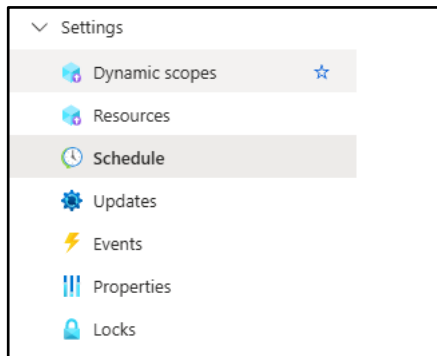 Settings
Dynamic scopes
Resources
Schedule
Updates
Events
Properties
Locks